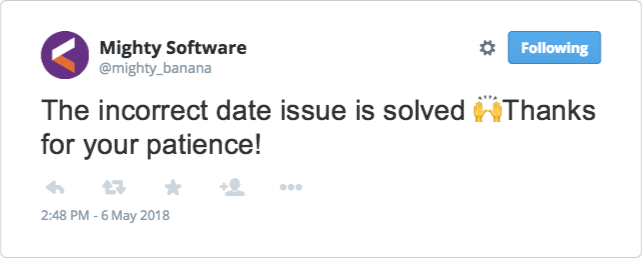 Mighty Software
@mighty_banana
Following
The incorrect date issue is solved 🙌Thanks
for your patience!
2:48 PM - 6 May 2018